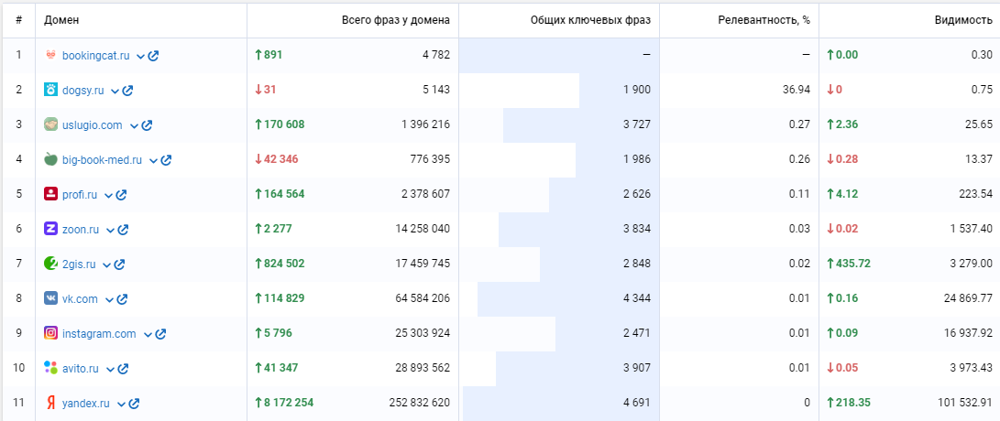 # Домен Всего фраз у домена Общих ключевых фраз Релевантность, % Видимость
1 bookingcat.ru ↑891 4 782 — — ↑0.00 0.30
2 dogsy.ru ↓31 5 143 1 900 36.94 ↓0 0.75
3 uslugio.com ↑170 608 1 396 216 3 727 0.27 ↑2.36 25.65
4 big-book-med.ru ↓42 346 776 395 1 986 0.26 ↓0.28 13.37
5 profi.ru ↑164 564 2 378 607 2 626 0.11 ↑4.12 223.54
6 zoon.ru ↑2 277 14 258 040 3 834 0.03 ↓0.02 1 537.40
7 2gis.ru ↑824 502 17 459 745 2 848 0.02 ↑435.72 3 279.00
8 vk.com ↑114 829 64 584 206 4 344 0.01 ↑0.16 24 869.77
9 instagram.com ↑5 796 25 303 924 2 471 0.01 ↑0.09 16 937.92
10 avito.ru ↑41 347 28 893 562 3 907 0.01 ↓0.05 3 973.43
11 yandex.ru ↑8 172 254 252 832 620 4 691 0 ↑218.35 101 532.91